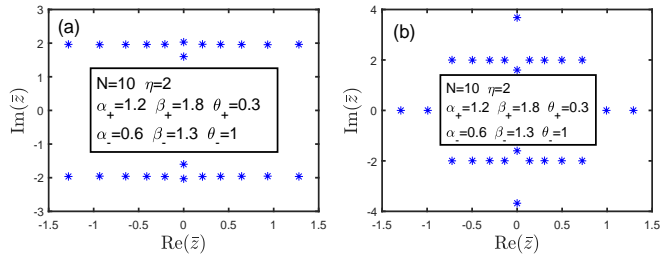 (a)
3
2
1
0
-1
-2
-3
Im(z̄)
N=10 η=2
α₊=1.2 β₊=1.8 θ₊=0.3
α₋=0.6 β₋=1.3 θ₋=1
-1.5 -1 -0.5 0 0.5 1 1.5
Re(z̄)
(b)
4
2
0
-2
-4
Im(z̄)
N=10 η=2
α₊=1.2 β₊=1.8 θ₊=0.3
α₋=0.6 β₋=1.3 θ₋=1
-1.5 -1 -0.5 0 0.5 1 1.5
Re(z̄)